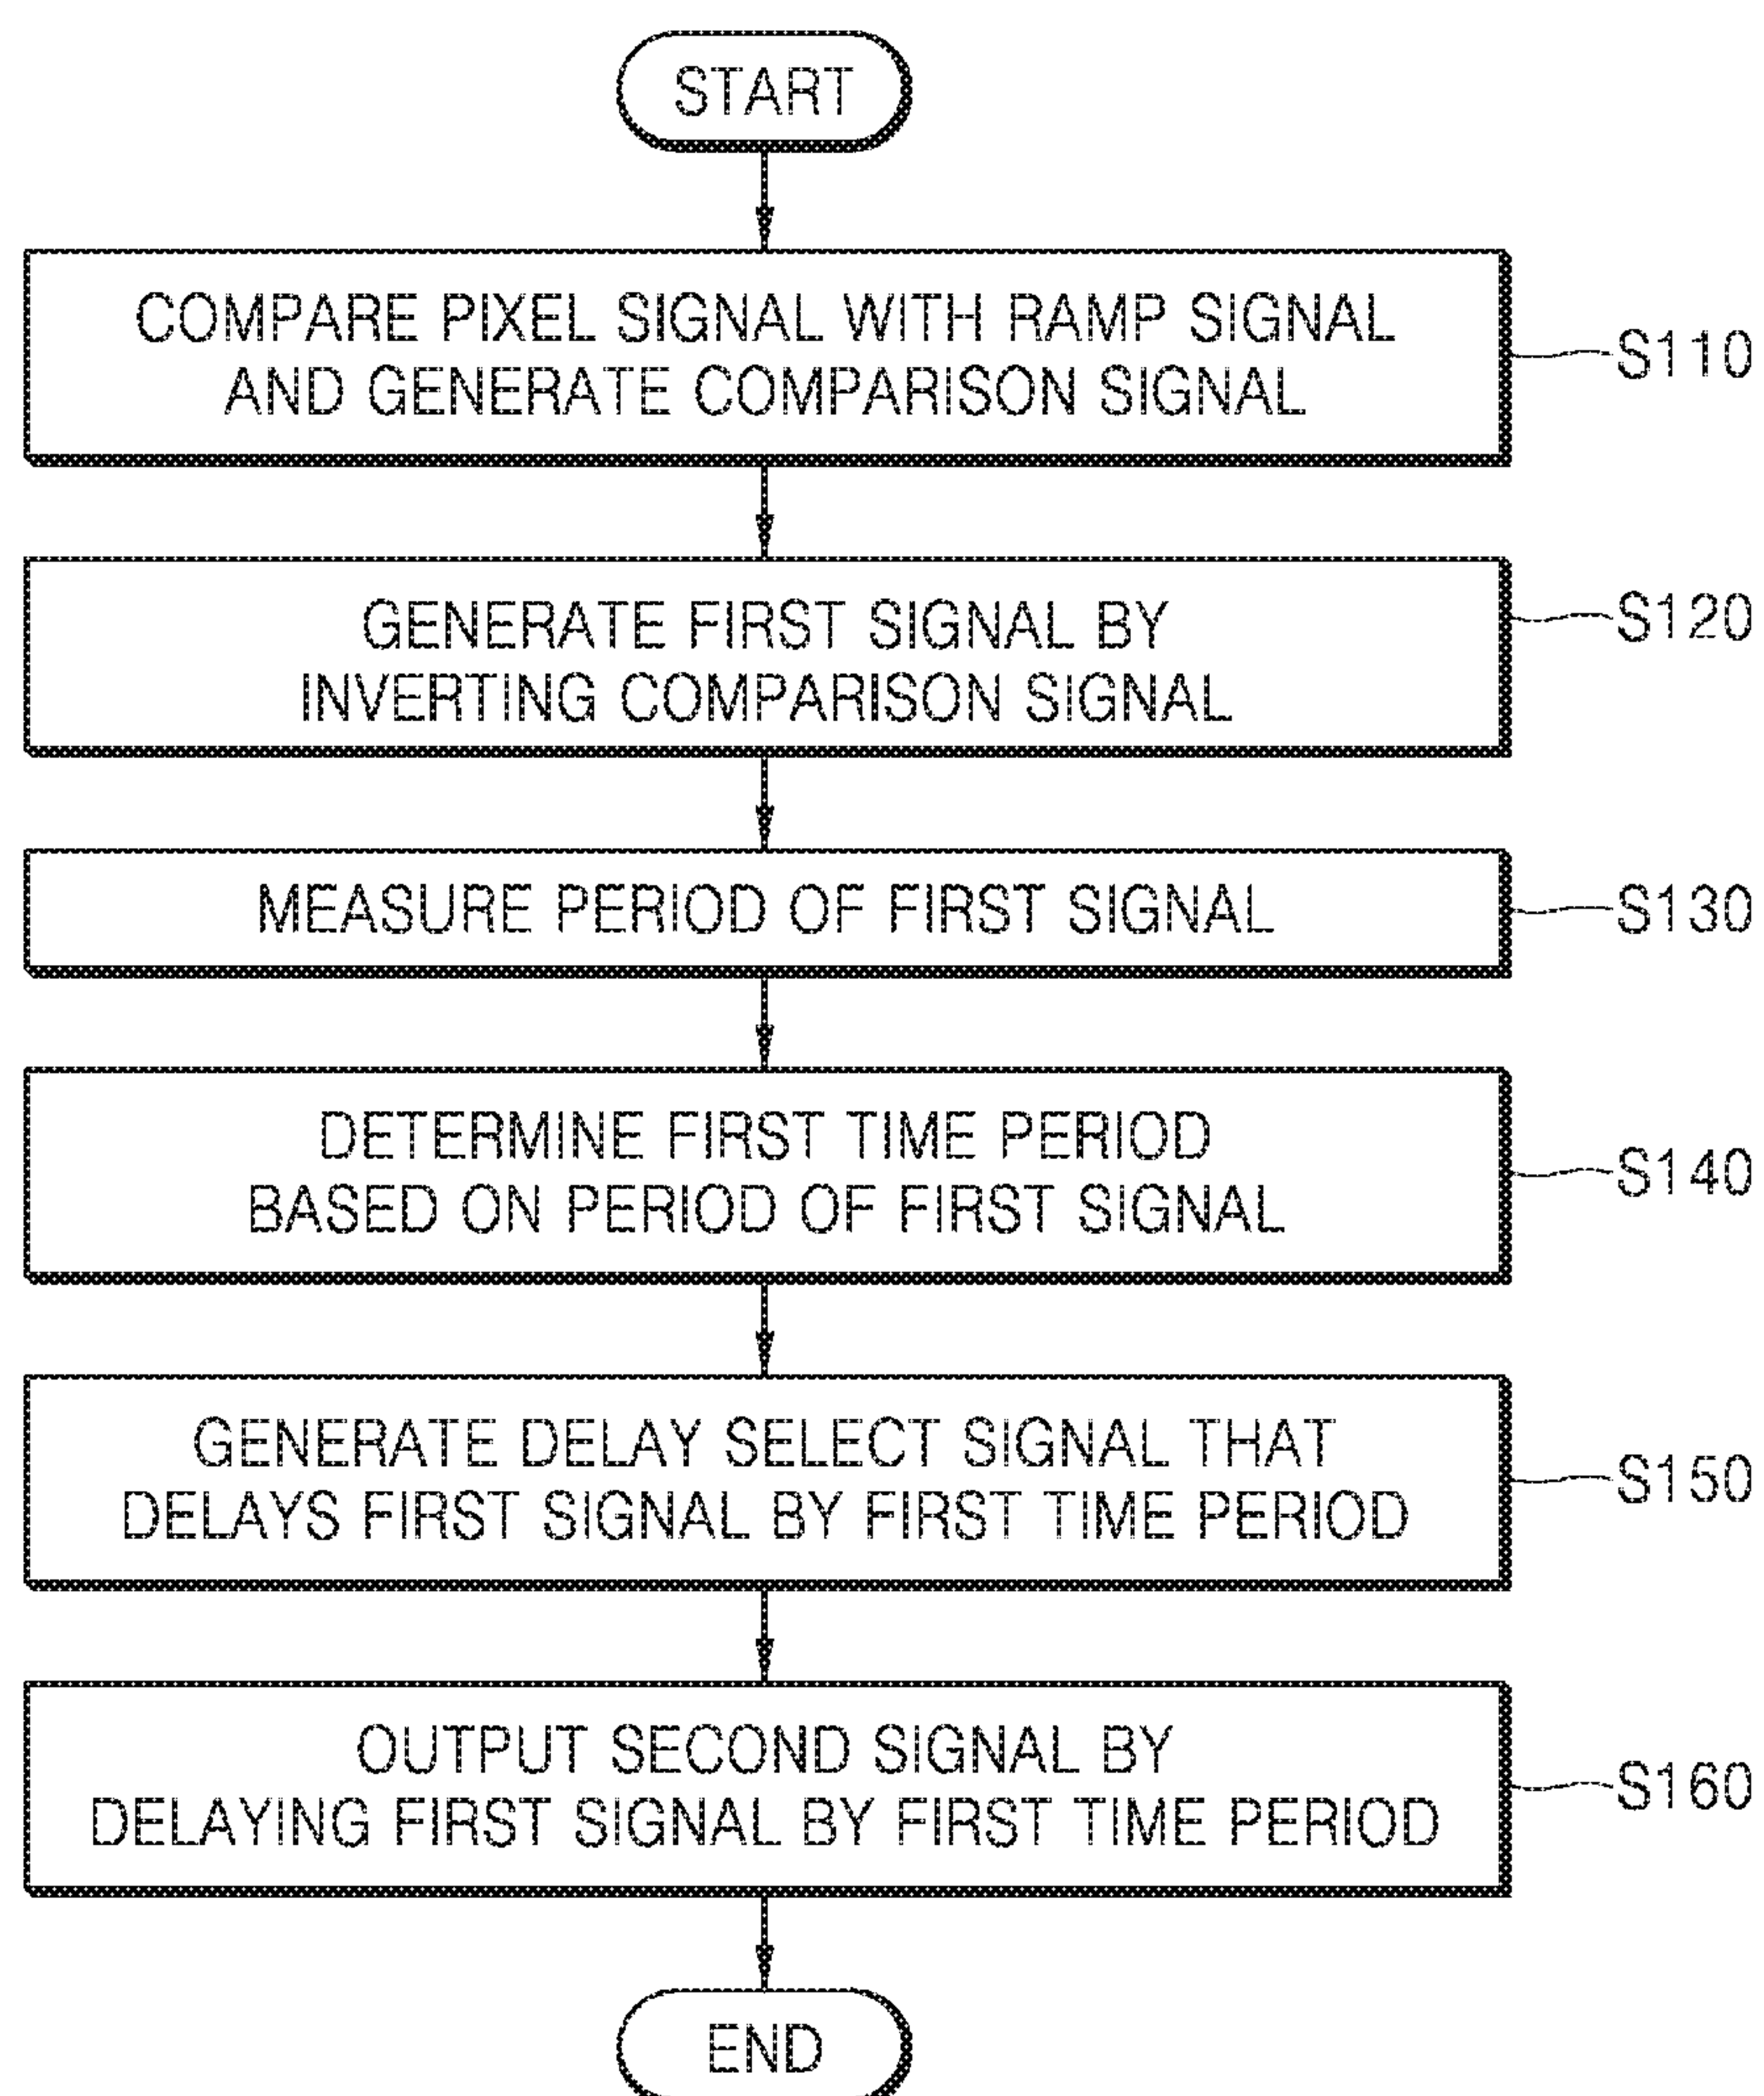 START
COMPARE PIXEL SIGNAL WITH RAMP SIGNAL
AND GENERATE COMPARISON SIGNAL
S110
GENERATE FIRST SIGNAL BY
INVERTING COMPARISON SIGNAL
S120
MEASURE PERIOD OF FIRST SIGNAL
S130
DETERMINE FIRST TIME PERIOD
BASED ON PERIOD OF FIRST SIGNAL
S140
GENERATE DELAY SELECT SIGNAL THAT
DELAYS FIRST SIGNAL BY FIRST TIME PERIOD
S150
OUTPUT SECOND SIGNAL BY
DELAYING FIRST SIGNAL BY FIRST TIME PERIOD
S160
END